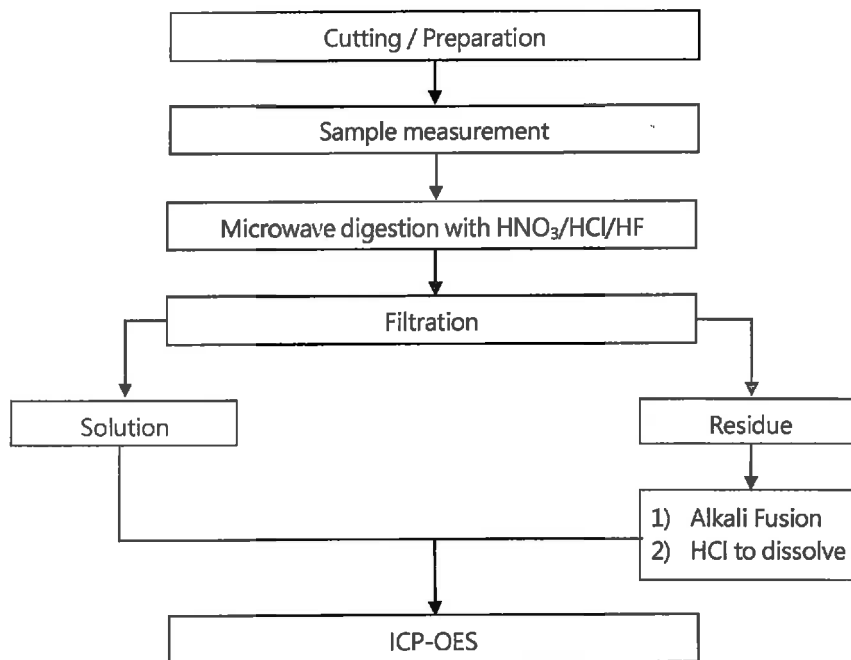 Cutting / Preparation
Sample measurement
Microwave digestion with HNO₃/HCl/HF
Filtration
Solution
Residue
1) Alkali Fusion
2) HCl to dissolve
ICP-OES